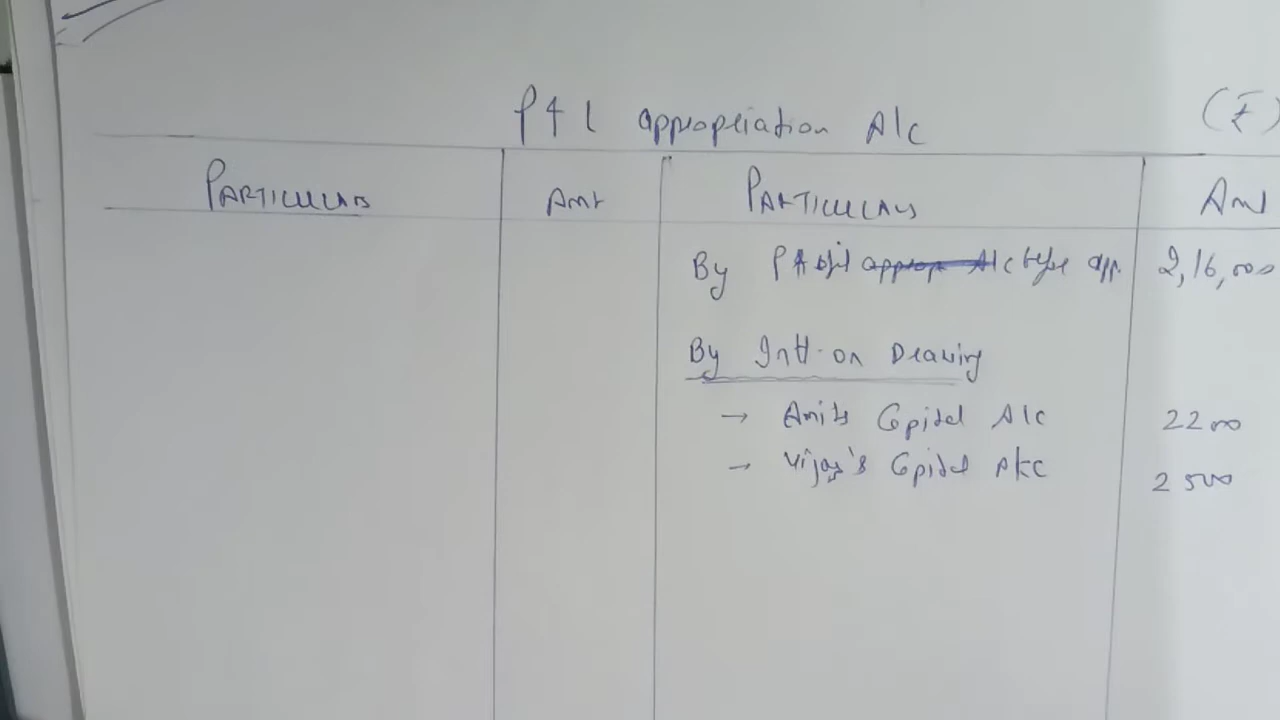 P & L appropriation A/c (₹)
PARTICULARS Amt PARTICULARS Amt
By before app. 2,16,000
By Intt. on Drawing
→ Amit's Capital A/c 2200
→ Vijay's Capital A/c 2500